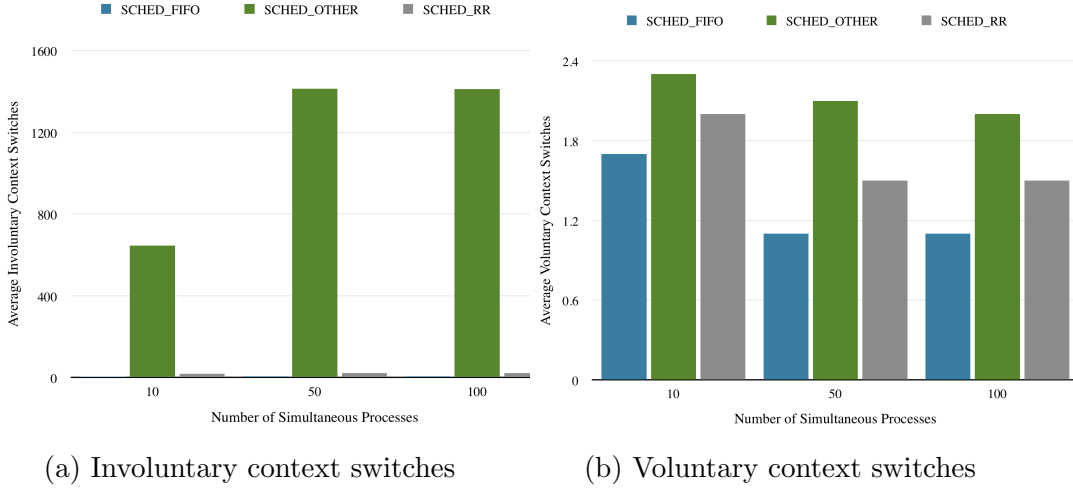 SCHED_FIFO SCHED_OTHER SCHED_RR
1600
1200
800
400
0
Average Involuntary Context Switches
10 50 100
Number of Simultaneous Processes
(a) Involuntary context switches
SCHED_FIFO SCHED_OTHER SCHED_RR
2.4
1.8
1.2
0.6
0
Average Voluntary Context Switches
10 50 100
Number of Simultaneous Processes
(b) Voluntary context switches